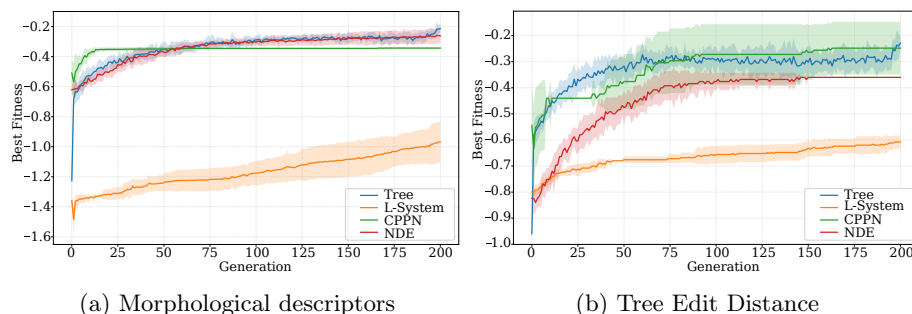 −0.2
−0.4
−0.6
−0.8
−1.0
−1.2
−1.4
−1.6
Best Fitness
0 25 50 75 100 125 150 175 200
Generation
Tree
L-System
CPPN
NDE
(a) Morphological descriptors
−0.2
−0.3
−0.4
−0.5
−0.6
−0.7
−0.8
−0.9
−1.0
Best Fitness
0 25 50 75 100 125 150 175 200
Generation
Tree
L-System
CPPN
NDE
(b) Tree Edit Distance